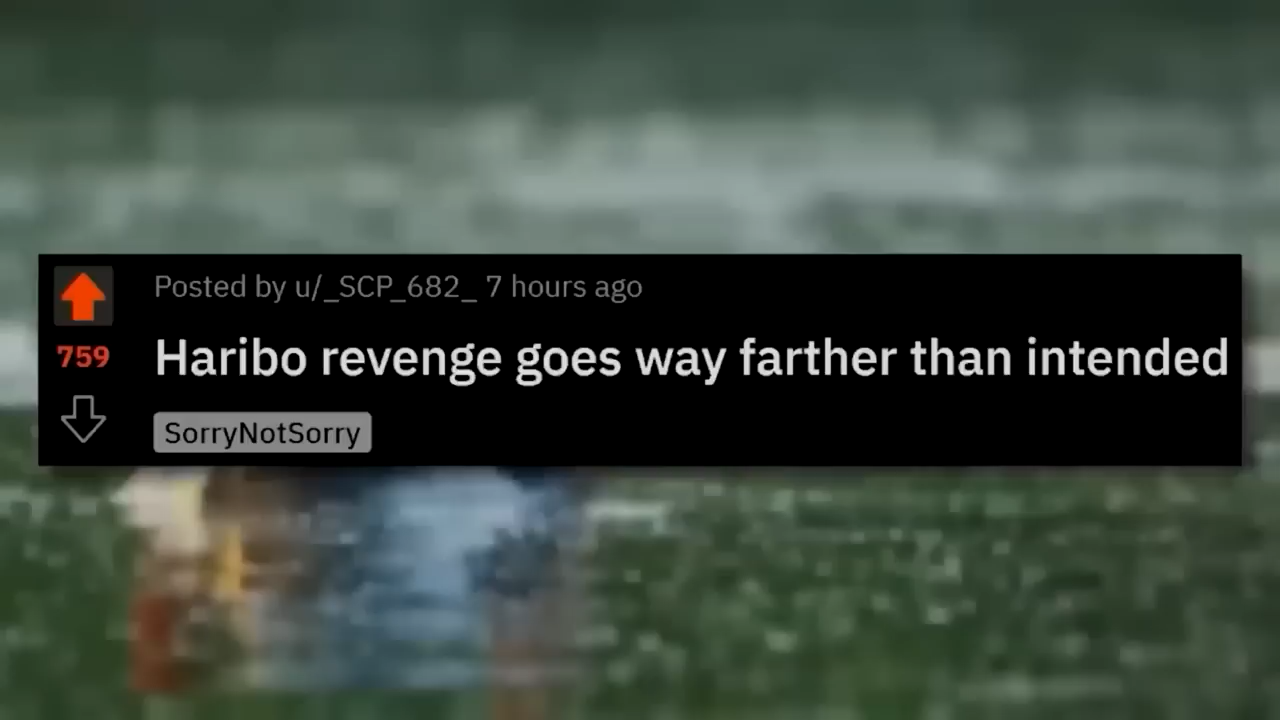 Posted by u/_SCP_682_ 7 hours ago
759
Haribo revenge goes way farther than intended
SorryNotSorry